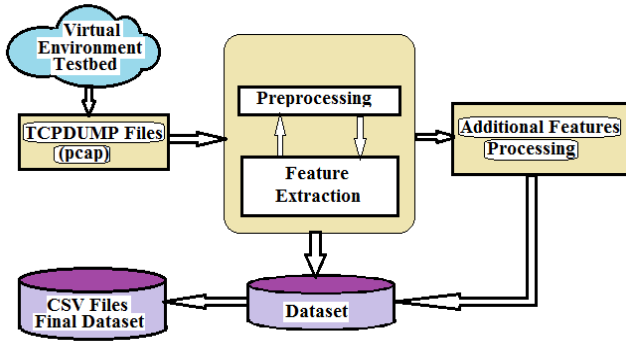 Virtual
Environment
Testbed
TCPDUMP Files
(pcap)
Preprocessing
Feature
Extraction
Additional Features
Processing
CSV Files
Final Dataset
Dataset